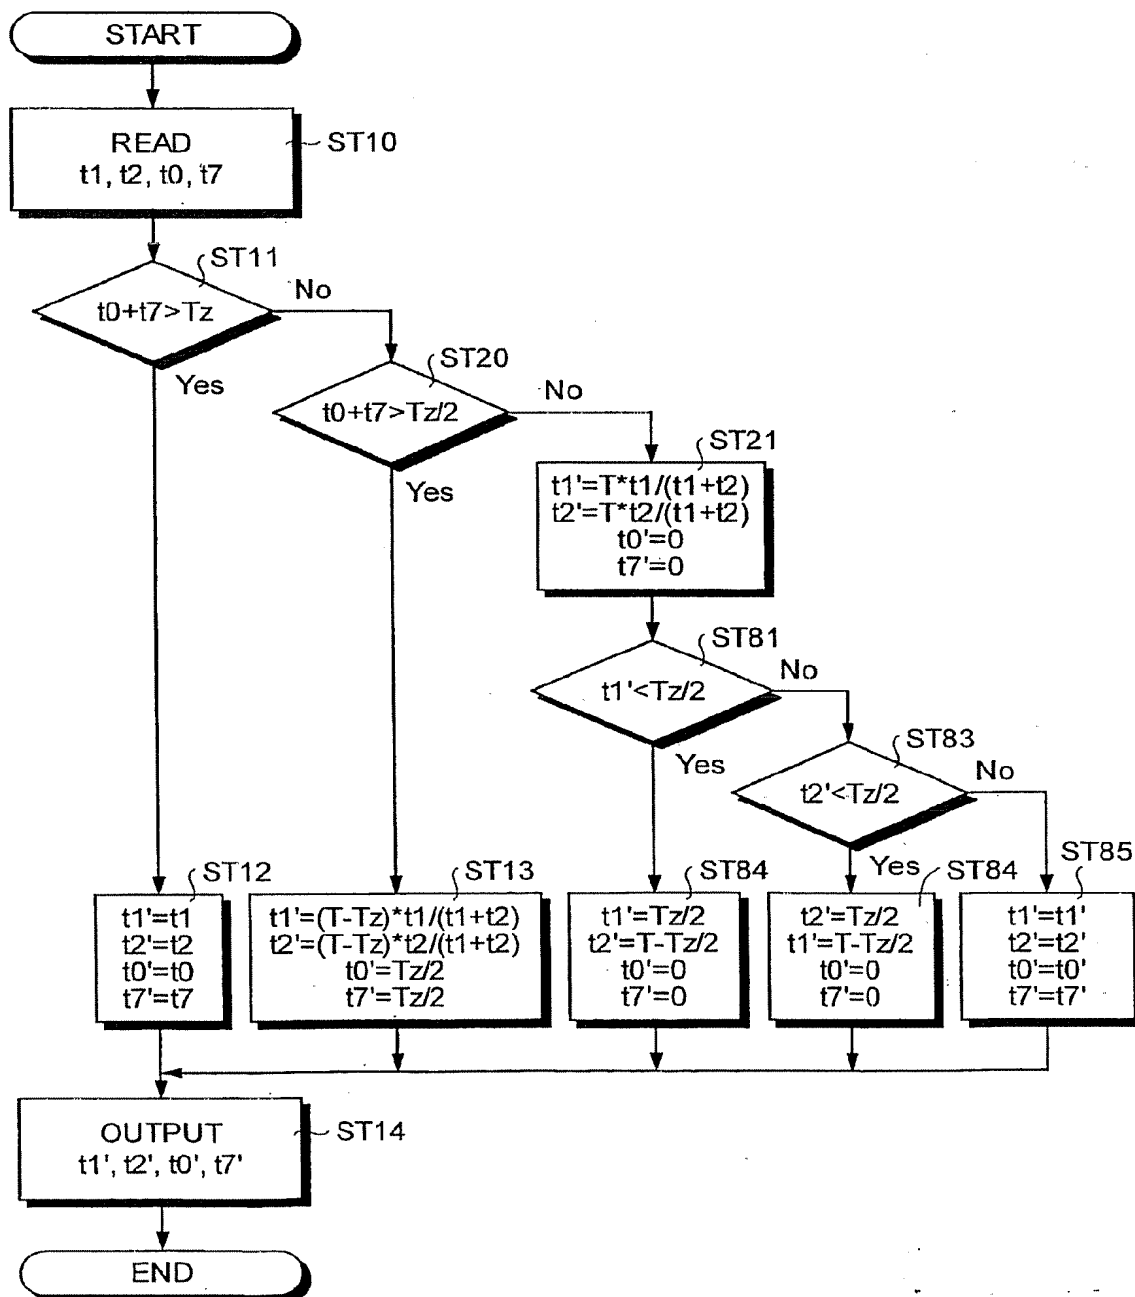 START
READ
t1, t2, t0, t7
ST10
ST11
t0+t7>Tz
No
Yes
ST20
t0+t7>Tz/2
No
Yes
ST21
t1'=T*t1/(t1+t2)
t2'=T*t2/(t1+t2)
t0'=0
t7'=0
ST81
t1'<Tz/2
No
Yes
ST83
t2'<Tz/2
No
Yes
ST12
t1'=t1
t2'=t2
t0'=t0
t7'=t7
ST13
t1'=(T-Tz)*t1/(t1+t2)
t2'=(T-Tz)*t2/(t1+t2)
t0'=Tz/2
t7'=Tz/2
ST84
t1'=Tz/2
t2'=T-Tz/2
t0'=0
t7'=0
ST84
t2'=Tz/2
t1'=T-Tz/2
t0'=0
t7'=0
ST85
t1'=t1'
t2'=t2'
t0'=t0'
t7'=t7'
OUTPUT
t1', t2', t0', t7'
ST14
END